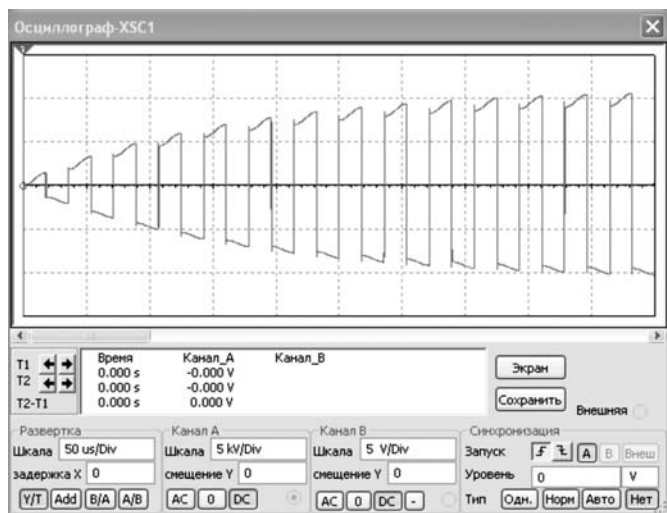 Осциллограф-XSC1
1
T1
T2
T2-T1
Время Канал_A Канал_B
0.000 s -0.000 V
0.000 s -0.000 V
0.000 s 0.000 V
Экран
Сохранить
Внешняя
Развертка
Шкала 50 us/Div
задержка X 0
Y/T Add B/A A/B
Канал A
Шкала 5 kV/Div
смещение Y 0
AC 0 DC
Канал B
Шкала 5 V/Div
смещение Y 0
AC 0 DC -
Синхронизация
Запуск A B Внеш
Уровень 0 V
Тип Одн. Норм Авто Нет